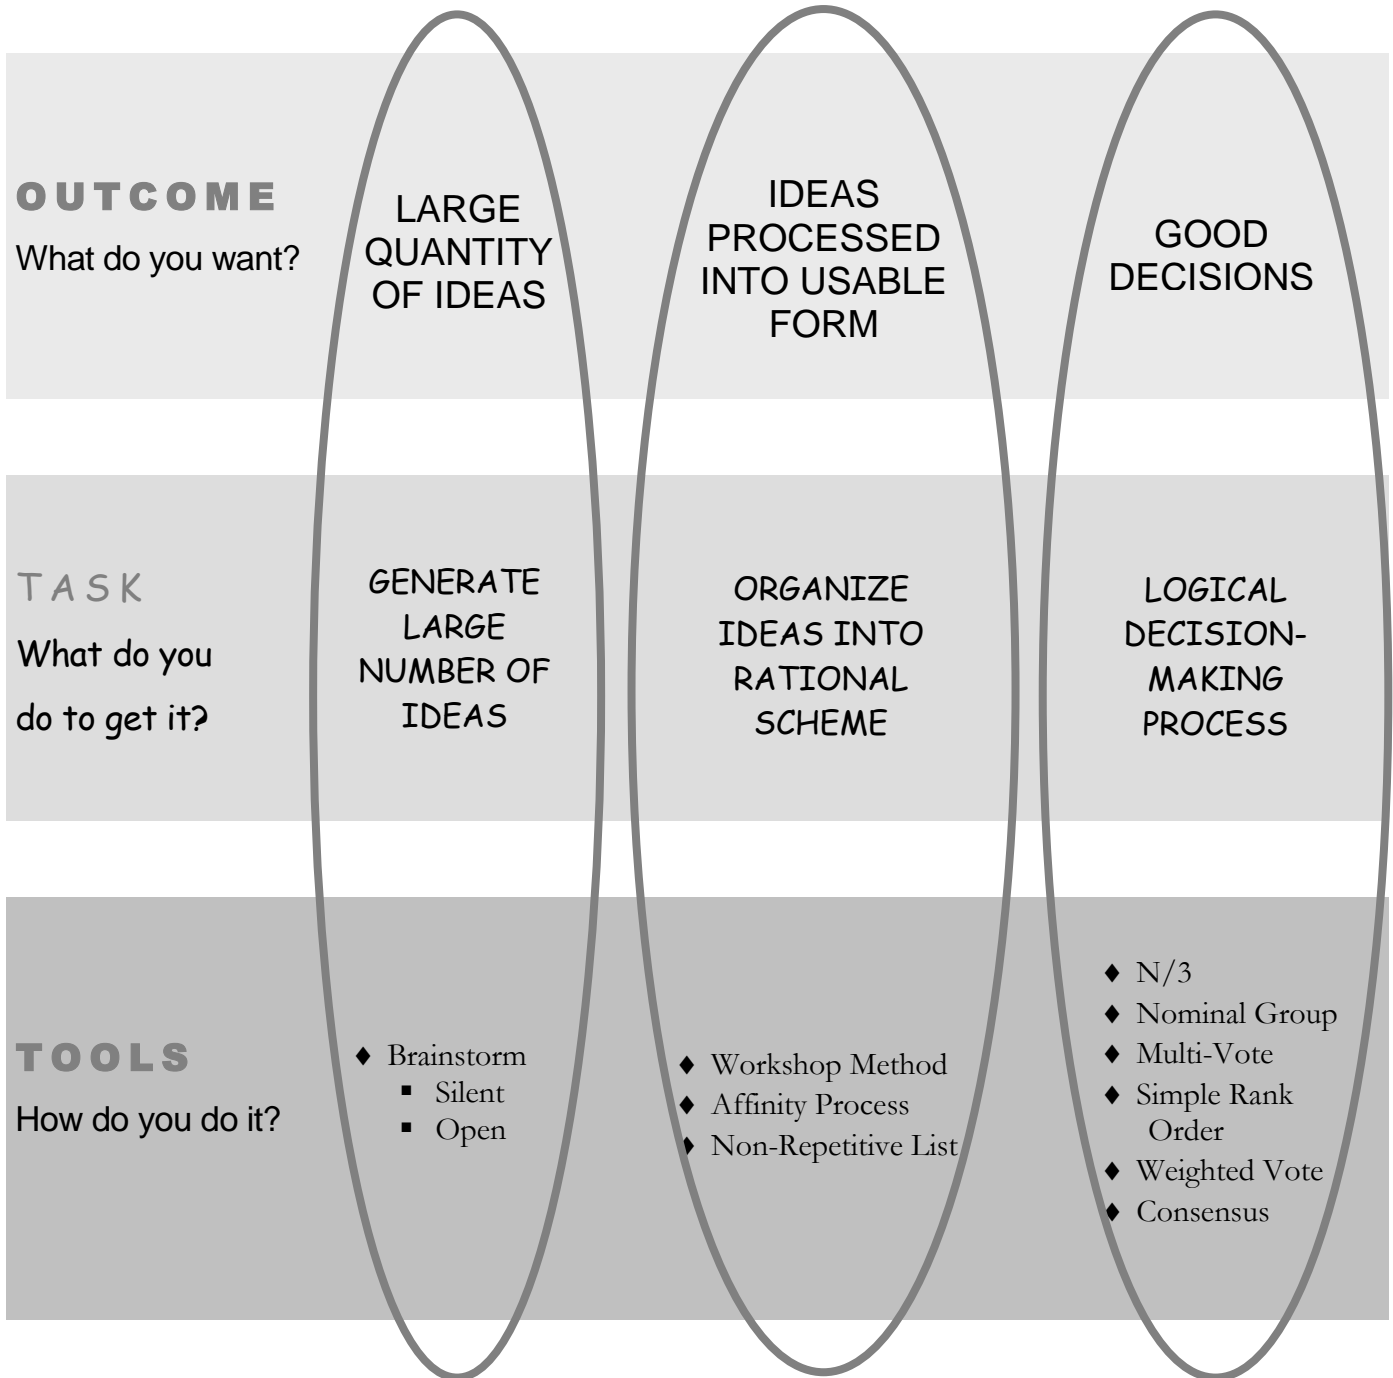 OUTCOME
What do you want?
LARGE
QUANTITY
OF IDEAS
IDEAS
PROCESSED
INTO USABLE
FORM
GOOD
DECISIONS
TASK
What do you
do to get it?
GENERATE
LARGE
NUMBER OF
IDEAS
ORGANIZE
IDEAS INTO
RATIONAL
SCHEME
LOGICAL
DECISION-
MAKING
PROCESS
TOOLS
How do you do it?
♦ Brainstorm
▪ Silent
▪ Open
♦ Workshop Method
♦ Affinity Process
♦ Non-Repetitive List
♦ N/3
♦ Nominal Group
♦ Multi-Vote
♦ Simple Rank
Order
♦ Weighted Vote
♦ Consensus